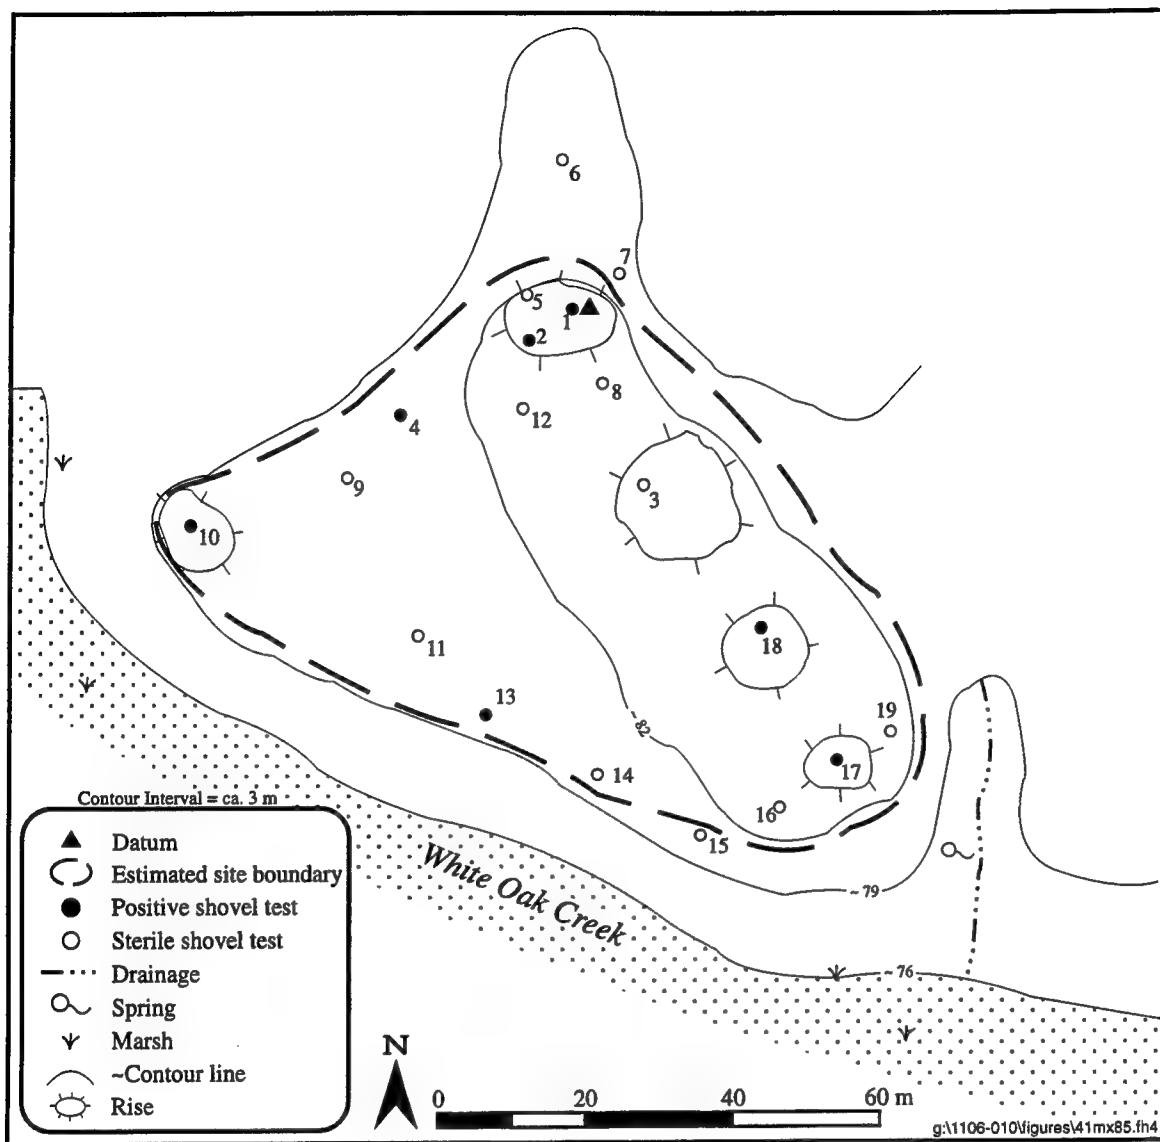 6
7
5
1
2
8
4
12
9
3
10
11
18
13
~82
19
14
17
16
15
Contour Interval = ca. 3 m
Datum
Estimated site boundary
Positive shovel test
Sterile shovel test
Drainage
Spring
Marsh
~Contour line
Rise
White Oak Creek
~79
~76
N
0 20 40 60 m
g:\1106-010\figures\41mx85.fh4